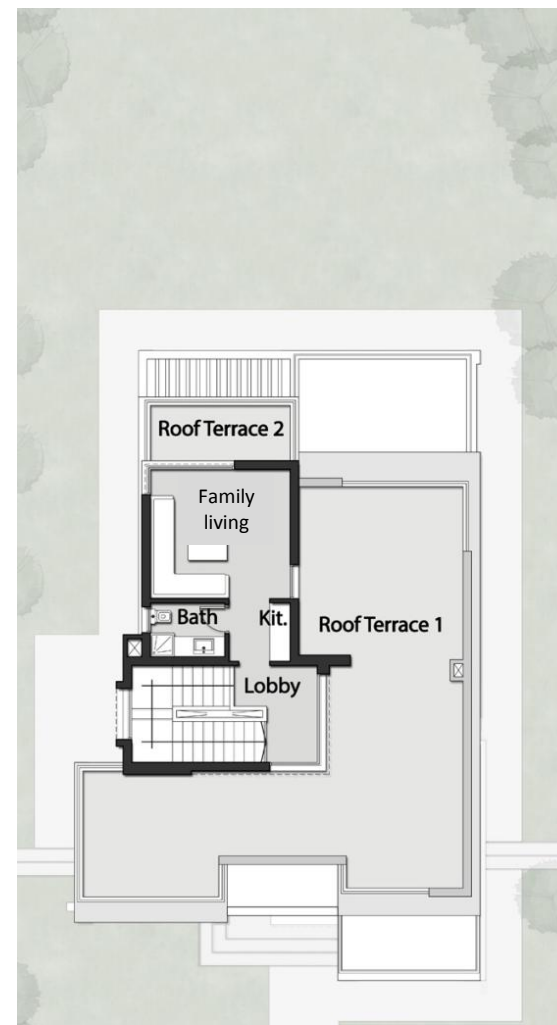 Roof Terrace 2
Family
living
Bath
Kit.
Roof Terrace 1
Lobby